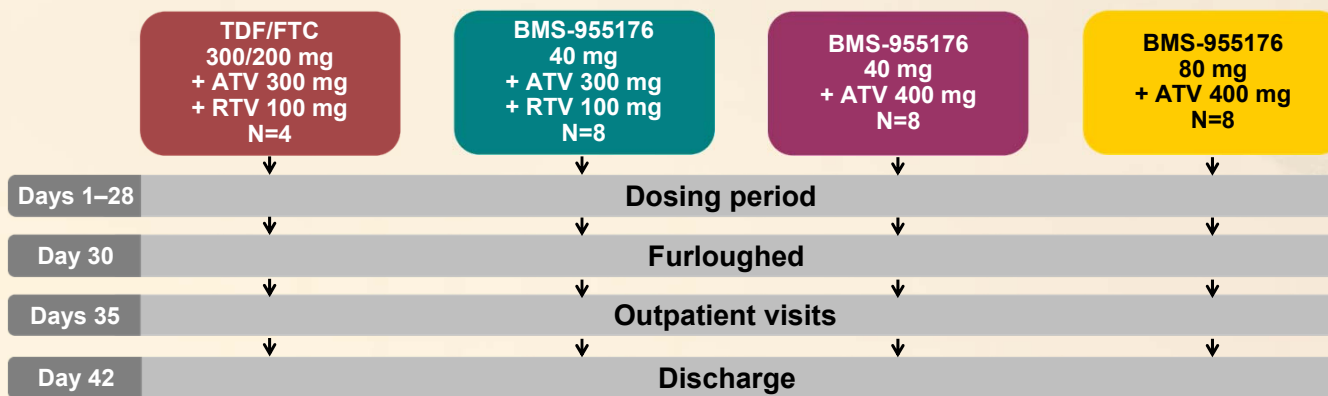 TDF/FTC
300/200 mg
+ ATV 300 mg
+ RTV 100 mg
N=4
BMS-955176
40 mg
+ ATV 300 mg
+ RTV 100 mg
N=8
BMS-955176
40 mg
+ ATV 400 mg
N=8
BMS-955176
80 mg
+ ATV 400 mg
N=8
Days 1–28 Dosing period
Day 30 Furloughed
Days 35 Outpatient visits
Day 42 Discharge